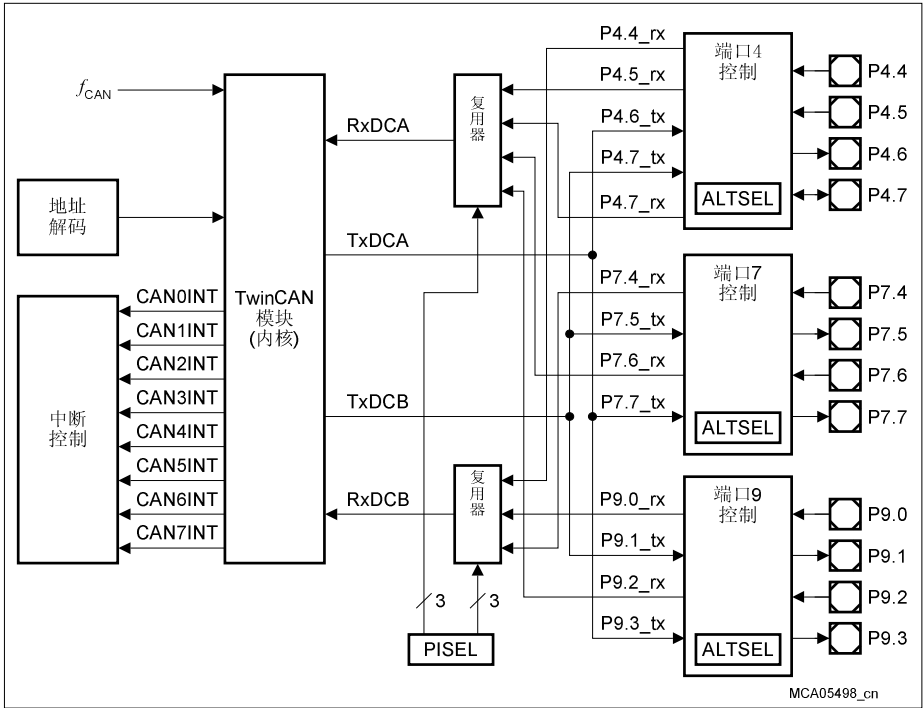 fCAN
地址
解码
中断
控制
CAN0INT
CAN1INT
CAN2INT
CAN3INT
CAN4INT
CAN5INT
CAN6INT
CAN7INT
TwinCAN
模块
(内核)
RxDCA
TxDCA
TxDCB
RxDCB
复用器
复用器
3
3
PISEL
P4.4_rx
P4.5_rx
P4.6_tx
P4.7_tx
P4.7_rx
端口4
控制
ALTSEL
P4.4
P4.5
P4.6
P4.7
P7.4_rx
P7.5_tx
P7.6_rx
P7.7_tx
端口7
控制
ALTSEL
P7.4
P7.5
P7.6
P7.7
P9.0_rx
P9.1_tx
P9.2_rx
P9.3_tx
端口9
控制
ALTSEL
P9.0
P9.1
P9.2
P9.3
MCA05498_cn